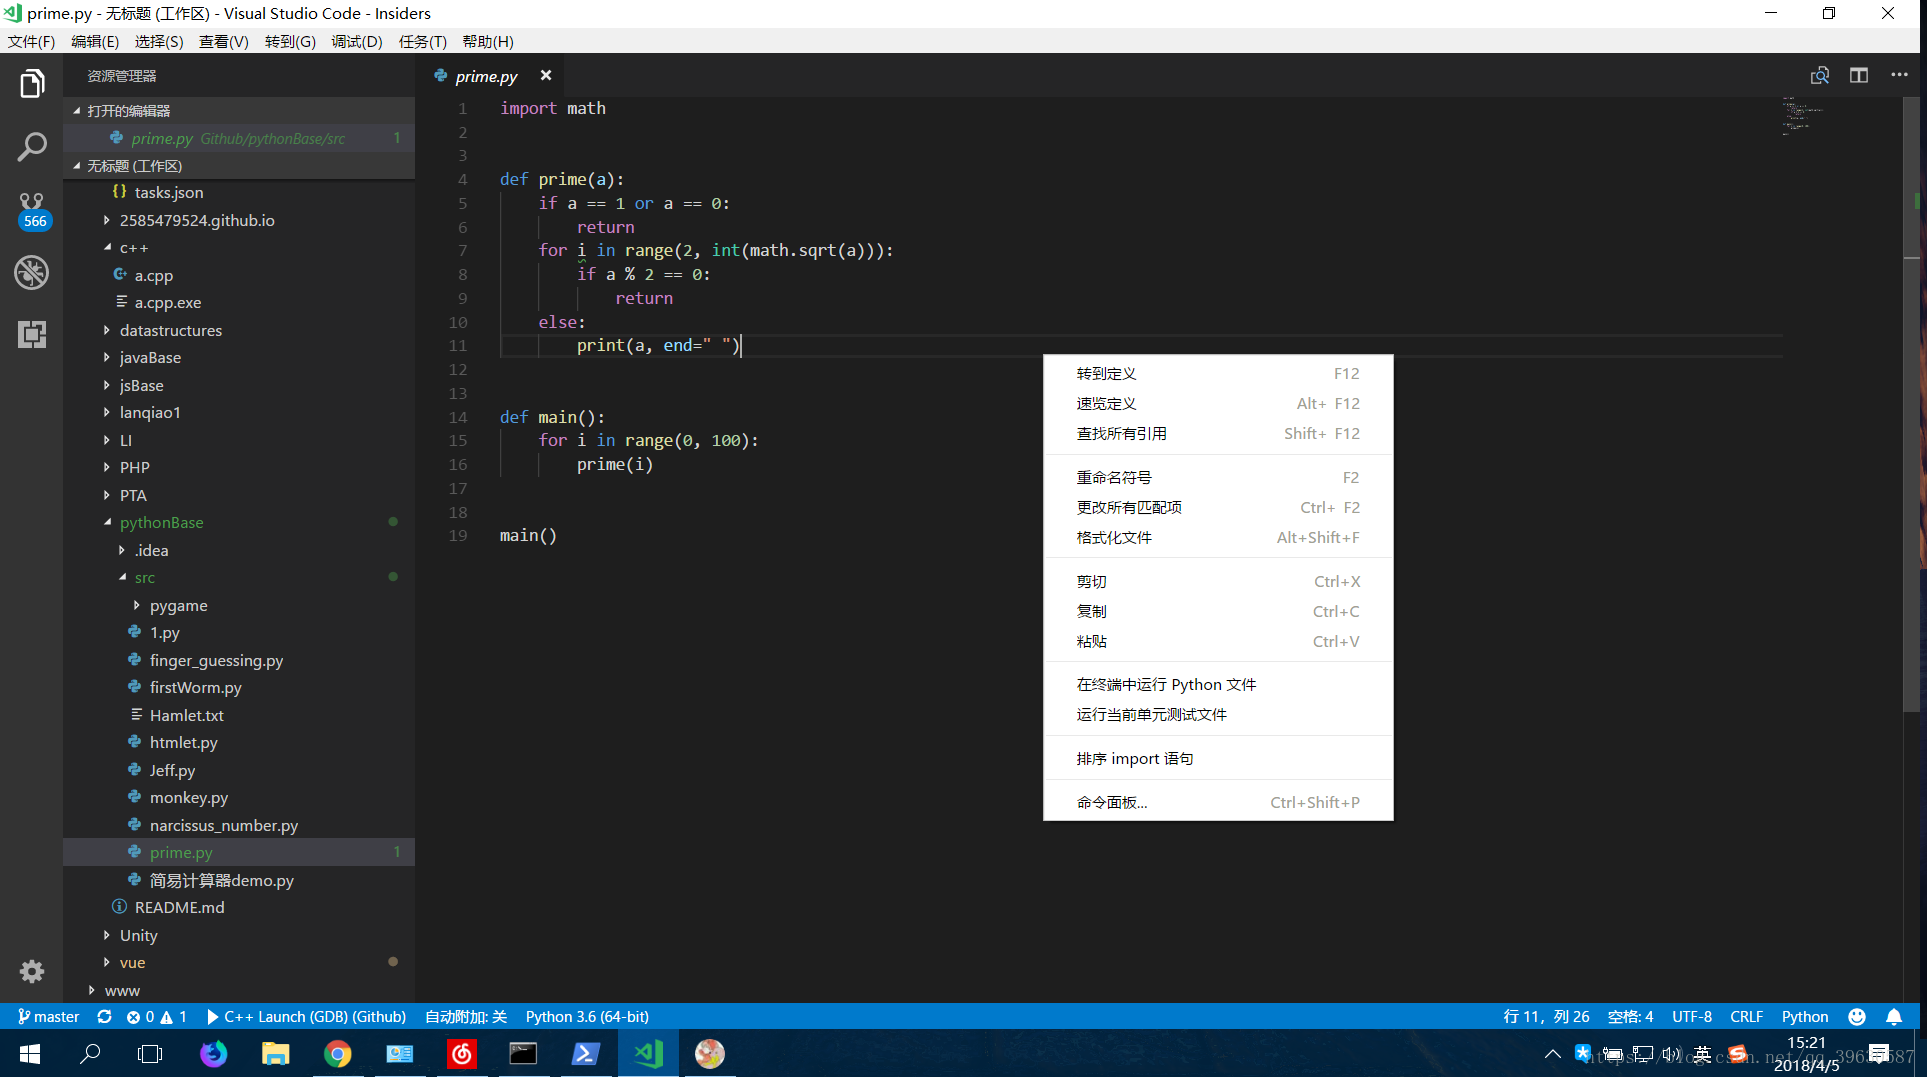 prime.py - 无标题 (工作区) - Visual Studio Code - Insiders
文件(F) 编辑(E) 选择(S) 查看(V) 转到(G) 调试(D) 任务(T) 帮助(H)
资源管理器
打开的编辑器
prime.py Github/pythonBase/src 1
无标题 (工作区)
{} tasks.json
2585479524.github.io
c++
a.cpp
a.cpp.exe
datastructures
javaBase
jsBase
lanqiao1
LI
PHP
PTA
pythonBase
.idea
src
pygame
1.py
finger_guessing.py
firstWorm.py
Hamlet.txt
htmlet.py
Jeff.py
monkey.py
narcissus_number.py
prime.py 1
简易计算器demo.py
README.md
Unity
vue
www
566
prime.py
1 import math
2
3
4 def prime(a):
5 if a == 1 or a == 0:
6 return
7 for i in range(2, int(math.sqrt(a))):
8 if a % 2 == 0:
9 return
10 else:
11 print(a, end=" ")
12
13
14 def main():
15 for i in range(0, 100):
16 prime(i)
17
18
19 main()
转到定义 F12
速览定义 Alt+ F12
查找所有引用 Shift+ F12
重命名符号 F2
更改所有匹配项 Ctrl+ F2
格式化文件 Alt+Shift+F
剪切 Ctrl+X
复制 Ctrl+C
粘贴 Ctrl+V
在终端中运行 Python 文件
运行当前单元测试文件
排序 import 语句
命令面板... Ctrl+Shift+P
master 0 1 C++ Launch (GDB) (Github) 自动附加: 关 Python 3.6 (64-bit) 行 11，列 26 空格: 4 UTF-8 CRLF Python
英
15:21
2018/4/5